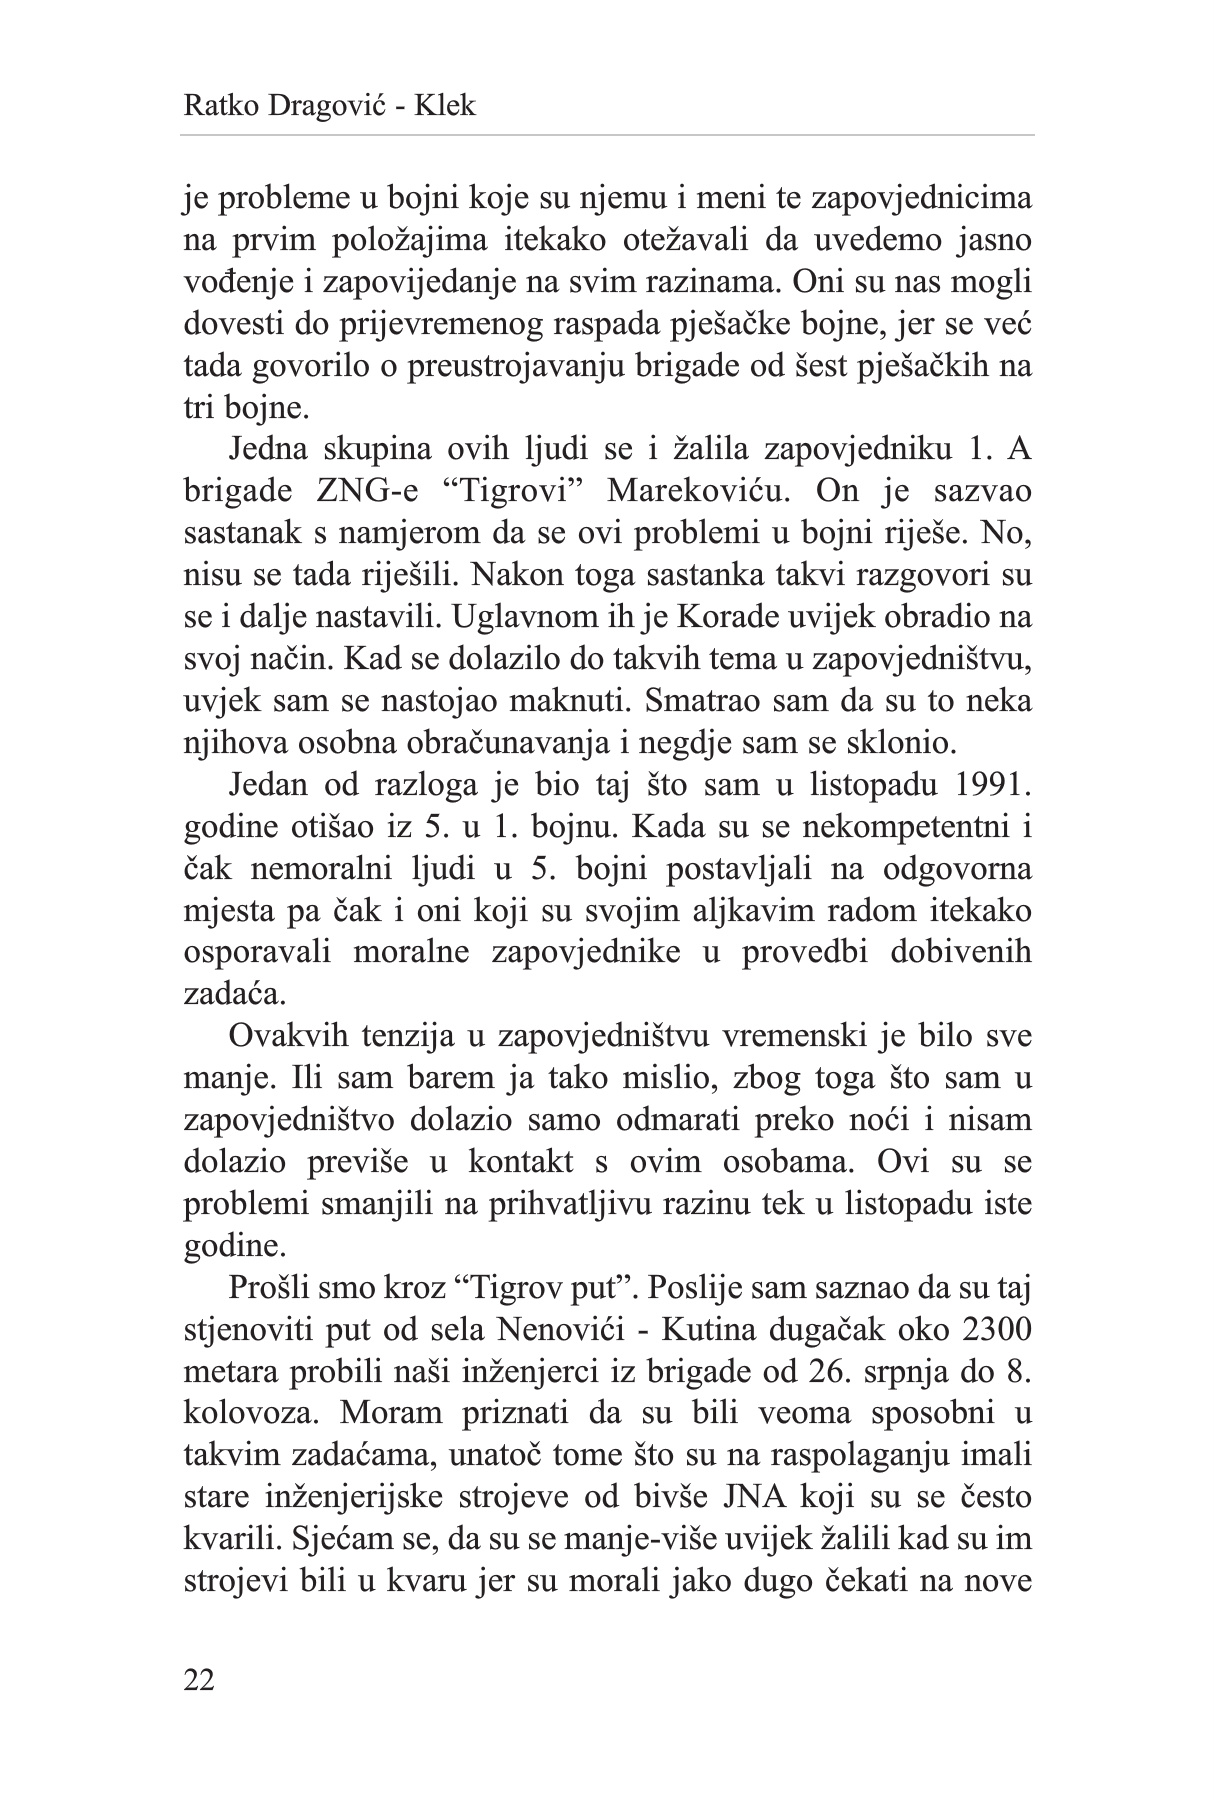 Ratko Dragović - Klek
je probleme u bojni koje su njemu i meni te zapovjednicima
na prvim položajima itekako otežavali da uvedemo jasno
vođenje i zapovijedanje na svim razinama. Oni su nas mogli
dovesti do prijevremenog raspada pješačke bojne, jer se već
tada govorilo o preustrojavanju brigade od šest pješačkih na
tri bojne.
Jedna skupina ovih ljudi se i žalila zapovjedniku 1. A
brigade ZNG-e “Tigrovi” Marekoviću. On je sazvao
sastanak s namjerom da se ovi problemi u bojni riješe. No,
nisu se tada riješili. Nakon toga sastanka takvi razgovori su
se i dalje nastavili. Uglavnom ih je Korade uvijek obradio na
svoj način. Kad se dolazilo do takvih tema u zapovjedništvu,
uvjek sam se nastojao maknuti. Smatrao sam da su to neka
njihova osobna obračunavanja i negdje sam se sklonio.
Jedan od razloga je bio taj što sam u listopadu 1991.
godine otišao iz 5. u 1. bojnu. Kada su se nekompetentni i
čak nemoralni ljudi u 5. bojni postavljali na odgovorna
mjesta pa čak i oni koji su svojim aljkavim radom itekako
osporavali moralne zapovjednike u provedbi dobivenih
zadaća.
Ovakvih tenzija u zapovjedništvu vremenski je bilo sve
manje. Ili sam barem ja tako mislio, zbog toga što sam u
zapovjedništvo dolazio samo odmarati preko noći i nisam
dolazio previše u kontakt s ovim osobama. Ovi su se
problemi smanjili na prihvatljivu razinu tek u listopadu iste
godine.
Prošli smo kroz “Tigrov put”. Poslije sam saznao da su taj
stjenoviti put od sela Nenovići - Kutina dugačak oko 2300
metara probili naši inženjerci iz brigade od 26. srpnja do 8.
kolovoza. Moram priznati da su bili veoma sposobni u
takvim zadaćama, unatoč tome što su na raspolaganju imali
stare inženjerijske strojeve od bivše JNA koji su se često
kvarili. Sjećam se, da su se manje-više uvijek žalili kad su im
strojevi bili u kvaru jer su morali jako dugo čekati na nove
22